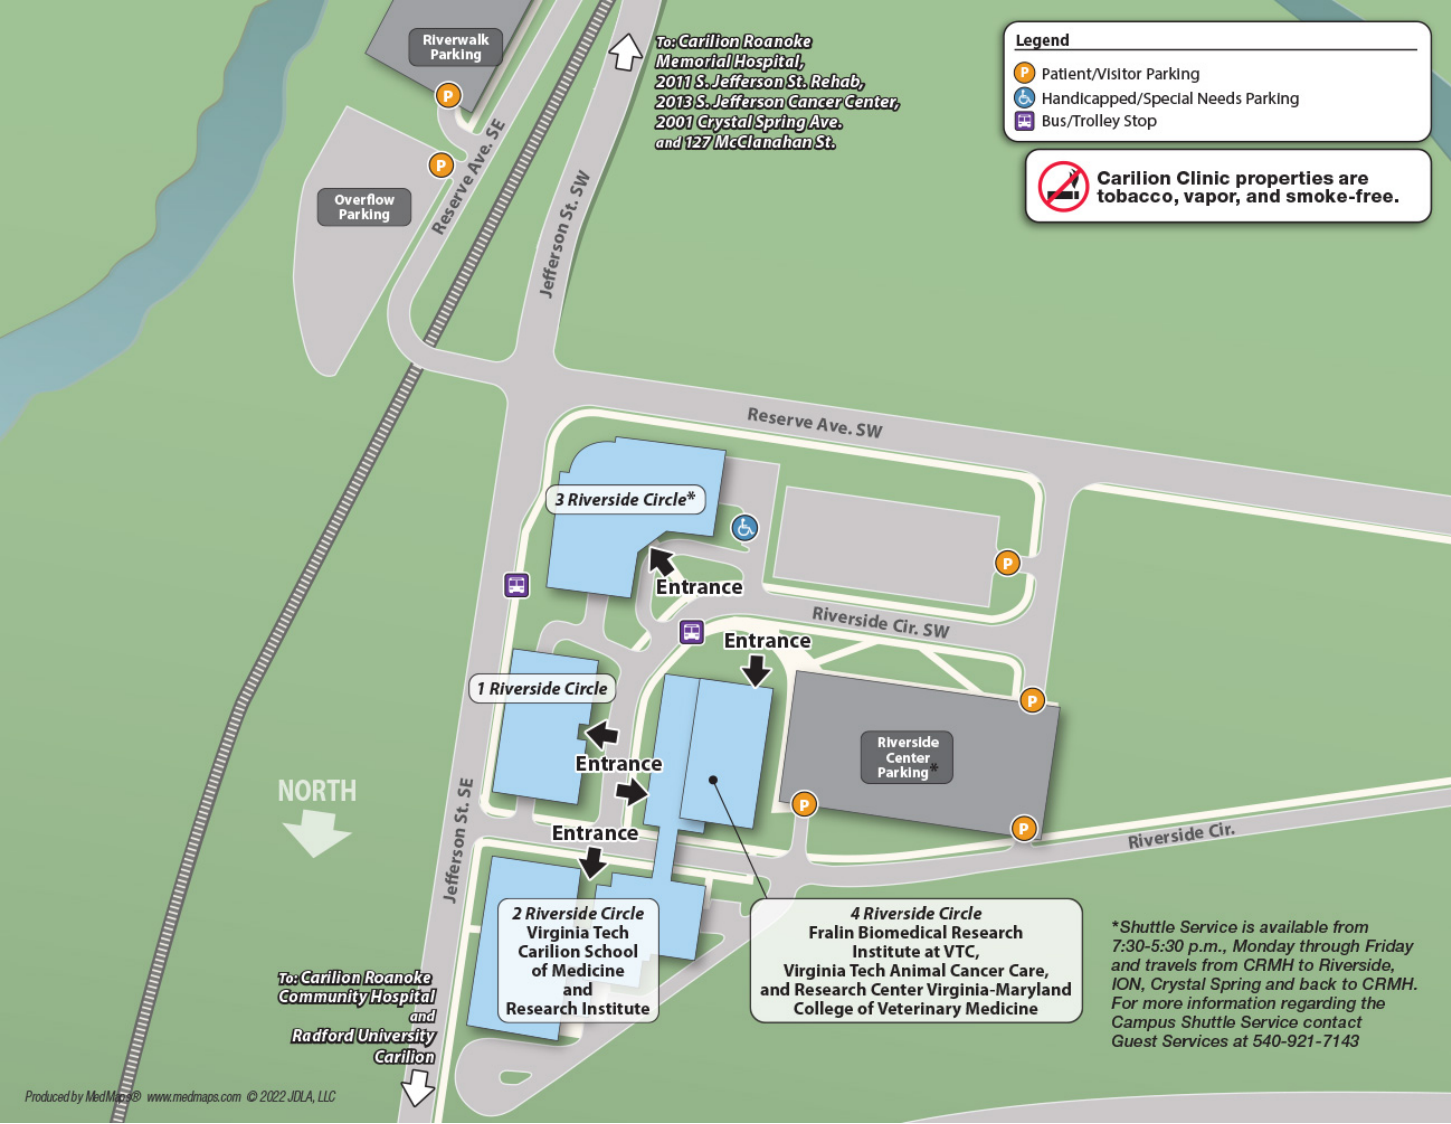 Riverwalk
Parking
P
P
Overflow
Parking
Reserve Ave. SE
Jefferson St. SW
To: Carilion Roanoke
Memorial Hospital,
2011 S. Jefferson St. Rehab,
2013 S. Jefferson Cancer Center,
2001 Crystal Spring Ave.
and 127 McClanahan St.
Legend
P Patient/Visitor Parking
Handicapped/Special Needs Parking
Bus/Trolley Stop
Carilion Clinic properties are
tobacco, vapor, and smoke-free.
Reserve Ave. SW
3 Riverside Circle*
P
Entrance
Riverside Cir. SW
Entrance
1 Riverside Circle
P
Riverside
Center
Parking*
Entrance
P
P
NORTH
Jefferson St. SE
Entrance
Riverside Cir.
2 Riverside Circle
Virginia Tech
Carilion School
of Medicine
and
Research Institute
4 Riverside Circle
Fralin Biomedical Research
Institute at VTC,
Virginia Tech Animal Cancer Care,
and Research Center Virginia-Maryland
College of Veterinary Medicine
*Shuttle Service is available from
7:30-5:30 p.m., Monday through Friday
and travels from CRMH to Riverside,
ION, Crystal Spring and back to CRMH.
For more information regarding the
Campus Shuttle Service contact
Guest Services at 540-921-7143
To: Carilion Roanoke
Community Hospital
and
Radford University
Carilion
Produced by MedMaps® www.medmaps.com © 2022 JDLA, LLC